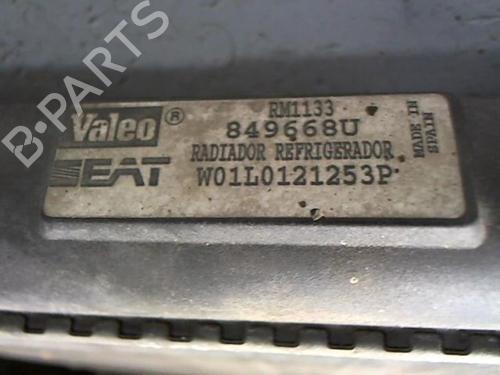 B-PARTS
Valeo®
SEAT
RM1133
849668U
RADIADOR REFRIGERADOR
W01L0121253P
MADE IN
SPAIN